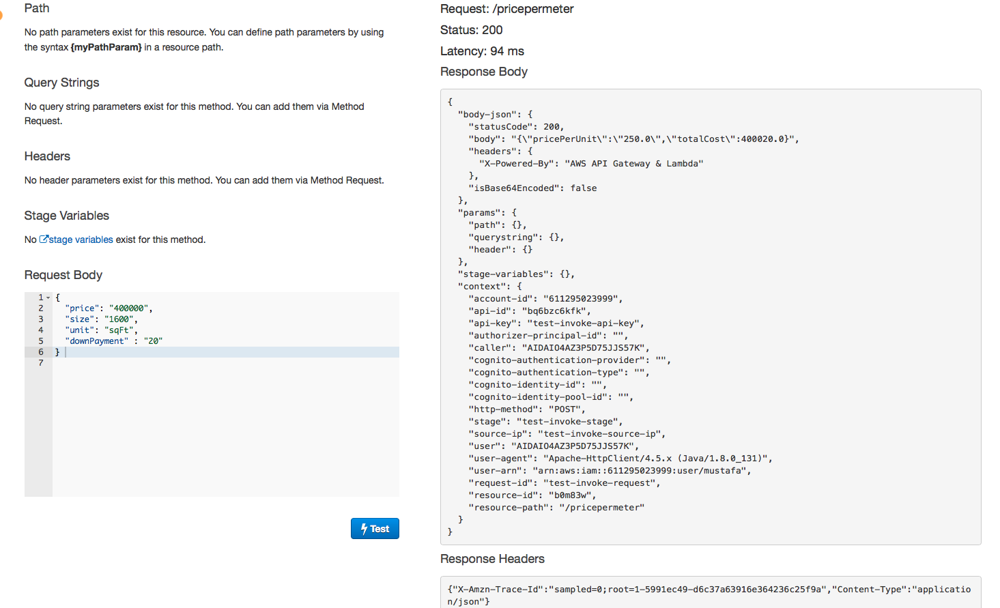 Path
No path parameters exist for this resource. You can define path parameters by using
the syntax {myPathParam} in a resource path.
Query Strings
No query string parameters exist for this method. You can add them via Method
Request.
Headers
No header parameters exist for this method. You can add them via Method Request.
Stage Variables
No stage variables exist for this method.
Request Body
1 {
2 "price": "400000",
3 "size": "1600",
4 "unit": "sqFt",
5 "downPayment" : "20"
6 }
7
Test
Request: /pricepermeter
Status: 200
Latency: 94 ms
Response Body
{
"body-json": {
"statusCode": 200,
"body": "{\"pricePerUnit\":\"250.0\",\"totalCost\":400020.0}",
"headers": {
"X-Powered-By": "AWS API Gateway & Lambda"
},
"isBase64Encoded": false
},
"params": {
"path": {},
"querystring": {},
"header": {}
},
"stage-variables": {},
"context": {
"account-id": "611295023999",
"api-id": "bq6bzc6kfk",
"api-key": "test-invoke-api-key",
"authorizer-principal-id": "",
"caller": "AIDAIO4AZ3P5D75JJS57K",
"cognito-authentication-provider": "",
"cognito-authentication-type": "",
"cognito-identity-id": "",
"cognito-identity-pool-id": "",
"http-method": "POST",
"stage": "test-invoke-stage",
"source-ip": "test-invoke-source-ip",
"user": "AIDAIO4AZ3P5D75JJS57K",
"user-agent": "Apache-HttpClient/4.5.x (Java/1.8.0_131)",
"user-arn": "arn:aws:iam::611295023999:user/mustafa",
"request-id": "test-invoke-request",
"resource-id": "b0m83w",
"resource-path": "/pricepermeter"
}
}
Response Headers
{"X-Amzn-Trace-Id":"sampled=0;root=1-5991ec49-d6c37a63916e364236c25f9a","Content-Type":"applicatio
n/json"}